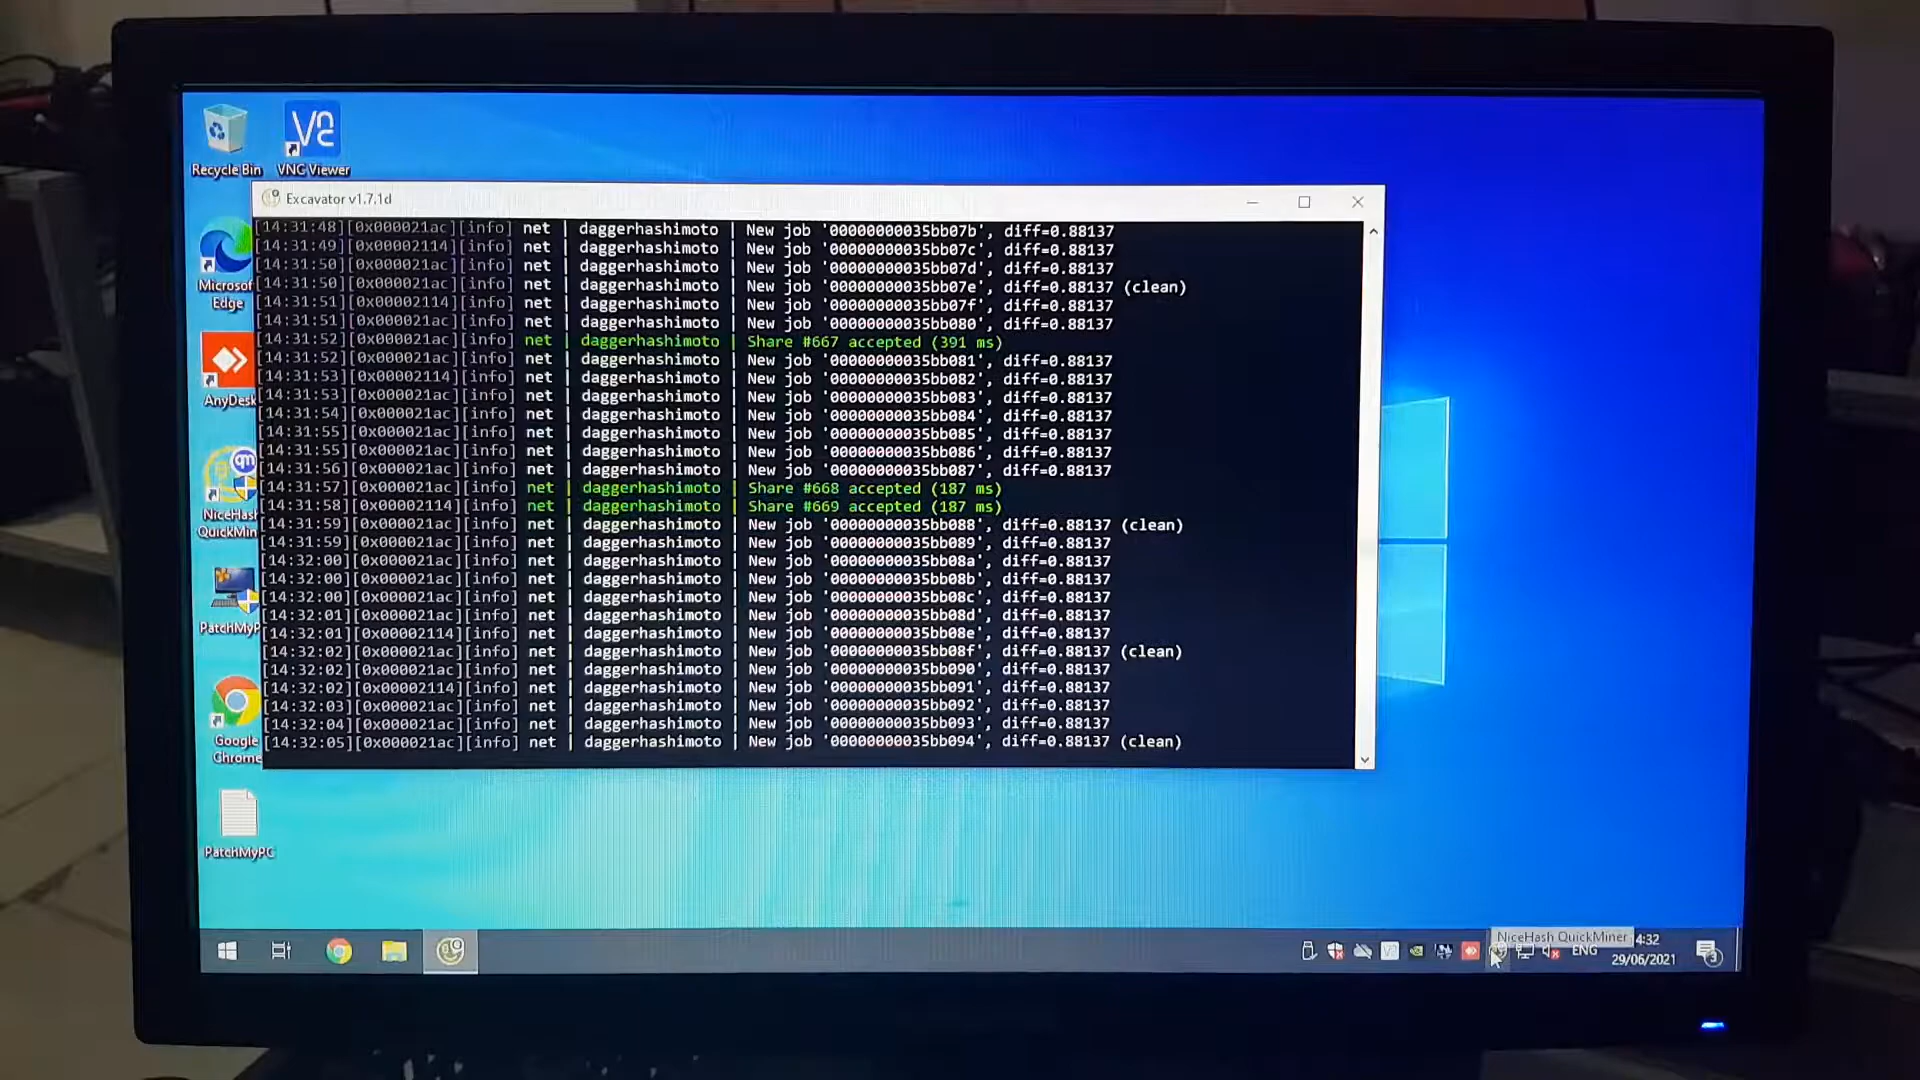 Recycle Bin
VNC Viewer
Excavator v1.7.1d
[14:31:48][0x000021ac][info] net | daggerhashimoto | New job '00000000035bb07b', diff=0.88137
[14:31:49][0x00002114][info] net | daggerhashimoto | New job '00000000035bb07c', diff=0.88137
[14:31:50][0x000021ac][info] net | daggerhashimoto | New job '00000000035bb07d', diff=0.88137
[14:31:50][0x000021ac][info] net | daggerhashimoto | New job '00000000035bb07e', diff=0.88137 (clean)
[14:31:51][0x00002114][info] net | daggerhashimoto | New job '00000000035bb07f', diff=0.88137
[14:31:51][0x000021ac][info] net | daggerhashimoto | New job '00000000035bb080', diff=0.88137
[14:31:52][0x000021ac][info] net | daggerhashimoto | Share #667 accepted (391 ms)
[14:31:52][0x000021ac][info] net | daggerhashimoto | New job '00000000035bb081', diff=0.88137
[14:31:53][0x00002114][info] net | daggerhashimoto | New job '00000000035bb082', diff=0.88137
[14:31:53][0x000021ac][info] net | daggerhashimoto | New job '00000000035bb083', diff=0.88137
[14:31:54][0x000021ac][info] net | daggerhashimoto | New job '00000000035bb084', diff=0.88137
[14:31:55][0x000021ac][info] net | daggerhashimoto | New job '00000000035bb085', diff=0.88137
[14:31:55][0x000021ac][info] net | daggerhashimoto | New job '00000000035bb086', diff=0.88137
[14:31:56][0x000021ac][info] net | daggerhashimoto | New job '00000000035bb087', diff=0.88137
[14:31:57][0x000021ac][info] net | daggerhashimoto | Share #668 accepted (187 ms)
[14:31:58][0x00002114][info] net | daggerhashimoto | Share #669 accepted (187 ms)
[14:31:59][0x000021ac][info] net | daggerhashimoto | New job '00000000035bb088', diff=0.88137 (clean)
[14:31:59][0x000021ac][info] net | daggerhashimoto | New job '00000000035bb089', diff=0.88137
[14:32:00][0x000021ac][info] net | daggerhashimoto | New job '00000000035bb08a', diff=0.88137
[14:32:00][0x000021ac][info] net | daggerhashimoto | New job '00000000035bb08b', diff=0.88137
[14:32:00][0x000021ac][info] net | daggerhashimoto | New job '00000000035bb08c', diff=0.88137
[14:32:01][0x000021ac][info] net | daggerhashimoto | New job '00000000035bb08d', diff=0.88137
[14:32:01][0x00002114][info] net | daggerhashimoto | New job '00000000035bb08e', diff=0.88137
[14:32:02][0x000021ac][info] net | daggerhashimoto | New job '00000000035bb08f', diff=0.88137 (clean)
[14:32:02][0x000021ac][info] net | daggerhashimoto | New job '00000000035bb090', diff=0.88137
[14:32:02][0x00002114][info] net | daggerhashimoto | New job '00000000035bb091', diff=0.88137
[14:32:03][0x000021ac][info] net | daggerhashimoto | New job '00000000035bb092', diff=0.88137
[14:32:04][0x000021ac][info] net | daggerhashimoto | New job '00000000035bb093', diff=0.88137
[14:32:05][0x000021ac][info] net | daggerhashimoto | New job '00000000035bb094', diff=0.88137 (clean)
Microsof
Edge
AnyDesk
qm
NiceHash
QuickMin
PatchMyP
Google
Chrome
PatchMyPC
NiceHash QuickMiner
4:32
ENG
29/06/2021
3